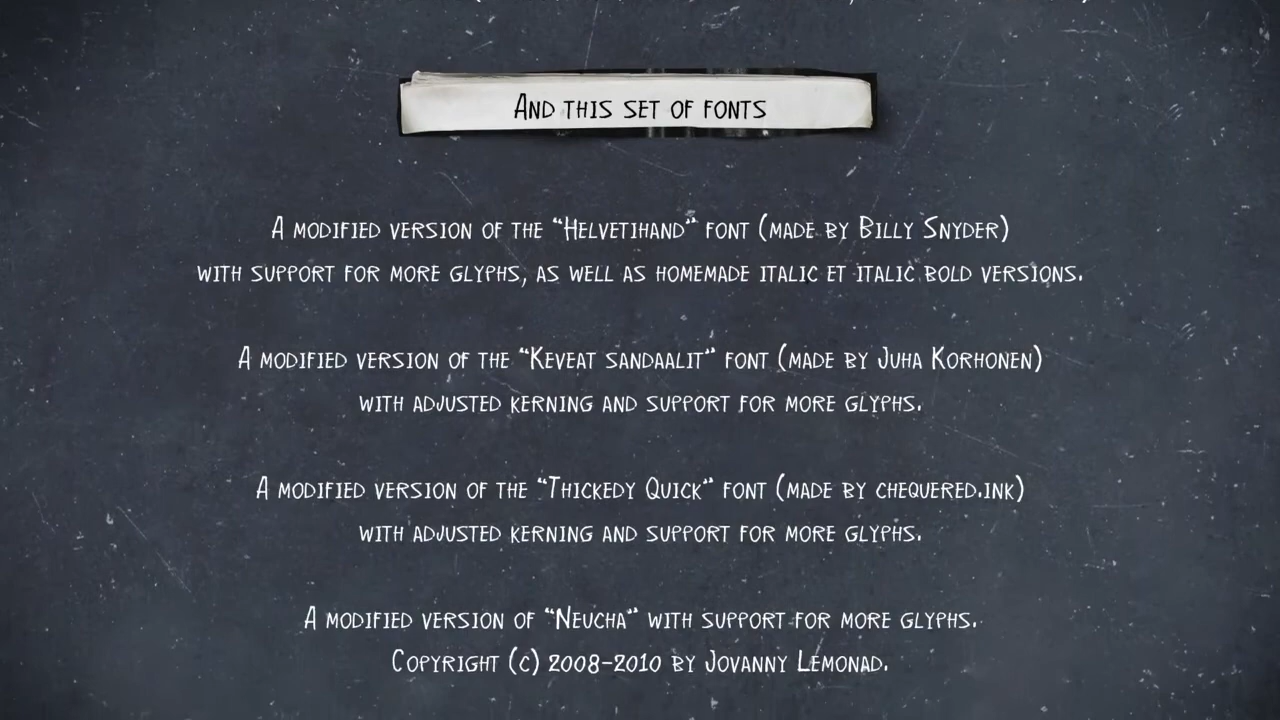 And this set of fonts
A modified version of the “Helvetihand” font (made by Billy Snyder)
with support for more glyphs, as well as homemade italic et italic bold versions.
A modified version of the “Keveat sandaalit” font (made by Juha Korhonen)
with adjusted kerning and support for more glyphs.
A modified version of the “Thickedy Quick” font (made by chequered.ink)
with adjusted kerning and support for more glyphs.
A modified version of “Neucha” with support for more glyphs.
Copyright (c) 2008-2010 by Jovanny Lemonad.